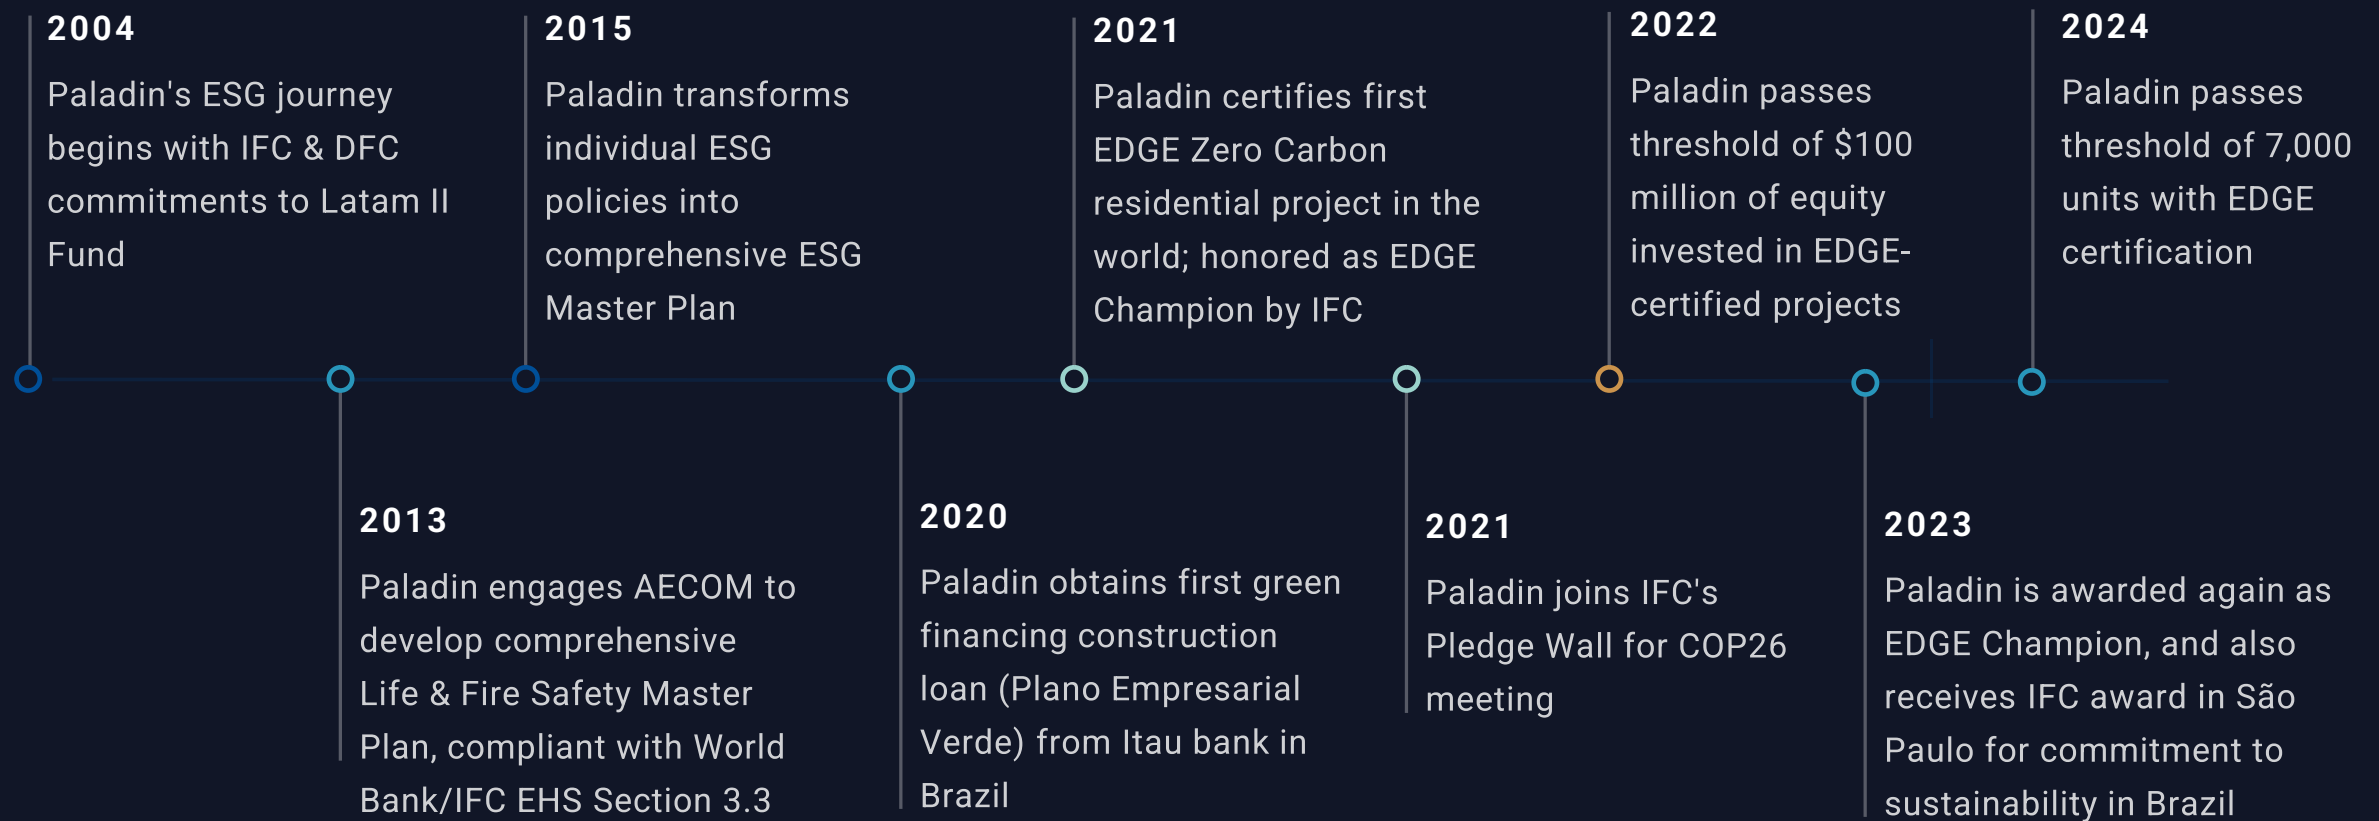 2004
Paladin's ESG journey
begins with IFC & DFC
commitments to Latam II
Fund
2013
Paladin engages AECOM to
develop comprehensive
Life & Fire Safety Master
Plan, compliant with World
Bank/IFC EHS Section 3.3
2015
Paladin transforms
individual ESG
policies into
comprehensive ESG
Master Plan
2020
Paladin obtains first green
financing construction
loan (Plano Empresarial
Verde) from Itau bank in
Brazil
2021
Paladin certifies first
EDGE Zero Carbon
residential project in the
world; honored as EDGE
Champion by IFC
2021
Paladin joins IFC's
Pledge Wall for COP26
meeting
2022
Paladin passes
threshold of $100
million of equity
invested in EDGE-
certified projects
2023
Paladin is awarded again as
EDGE Champion, and also
receives IFC award in São
Paulo for commitment to
sustainability in Brazil
2024
Paladin passes
threshold of 7,000
units with EDGE
certification